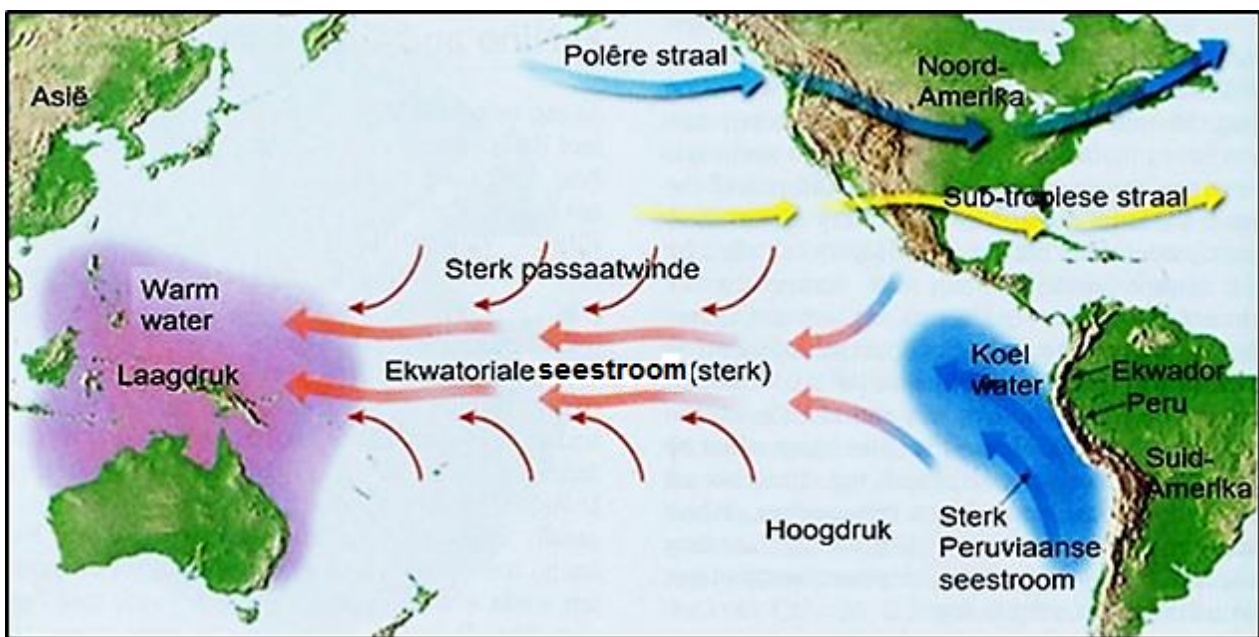 Polêre straal
Noord-
Amerika
Asië
Sub-tropiese straal
Sterk passaatwinde
Warm
water
Laagdruk
Ekwatoriale seestroom (sterk)
Koel
water
Ekwador
Peru
Suid-
Amerika
Hoogdruk
Sterk
Peruviaanse-
seestroom